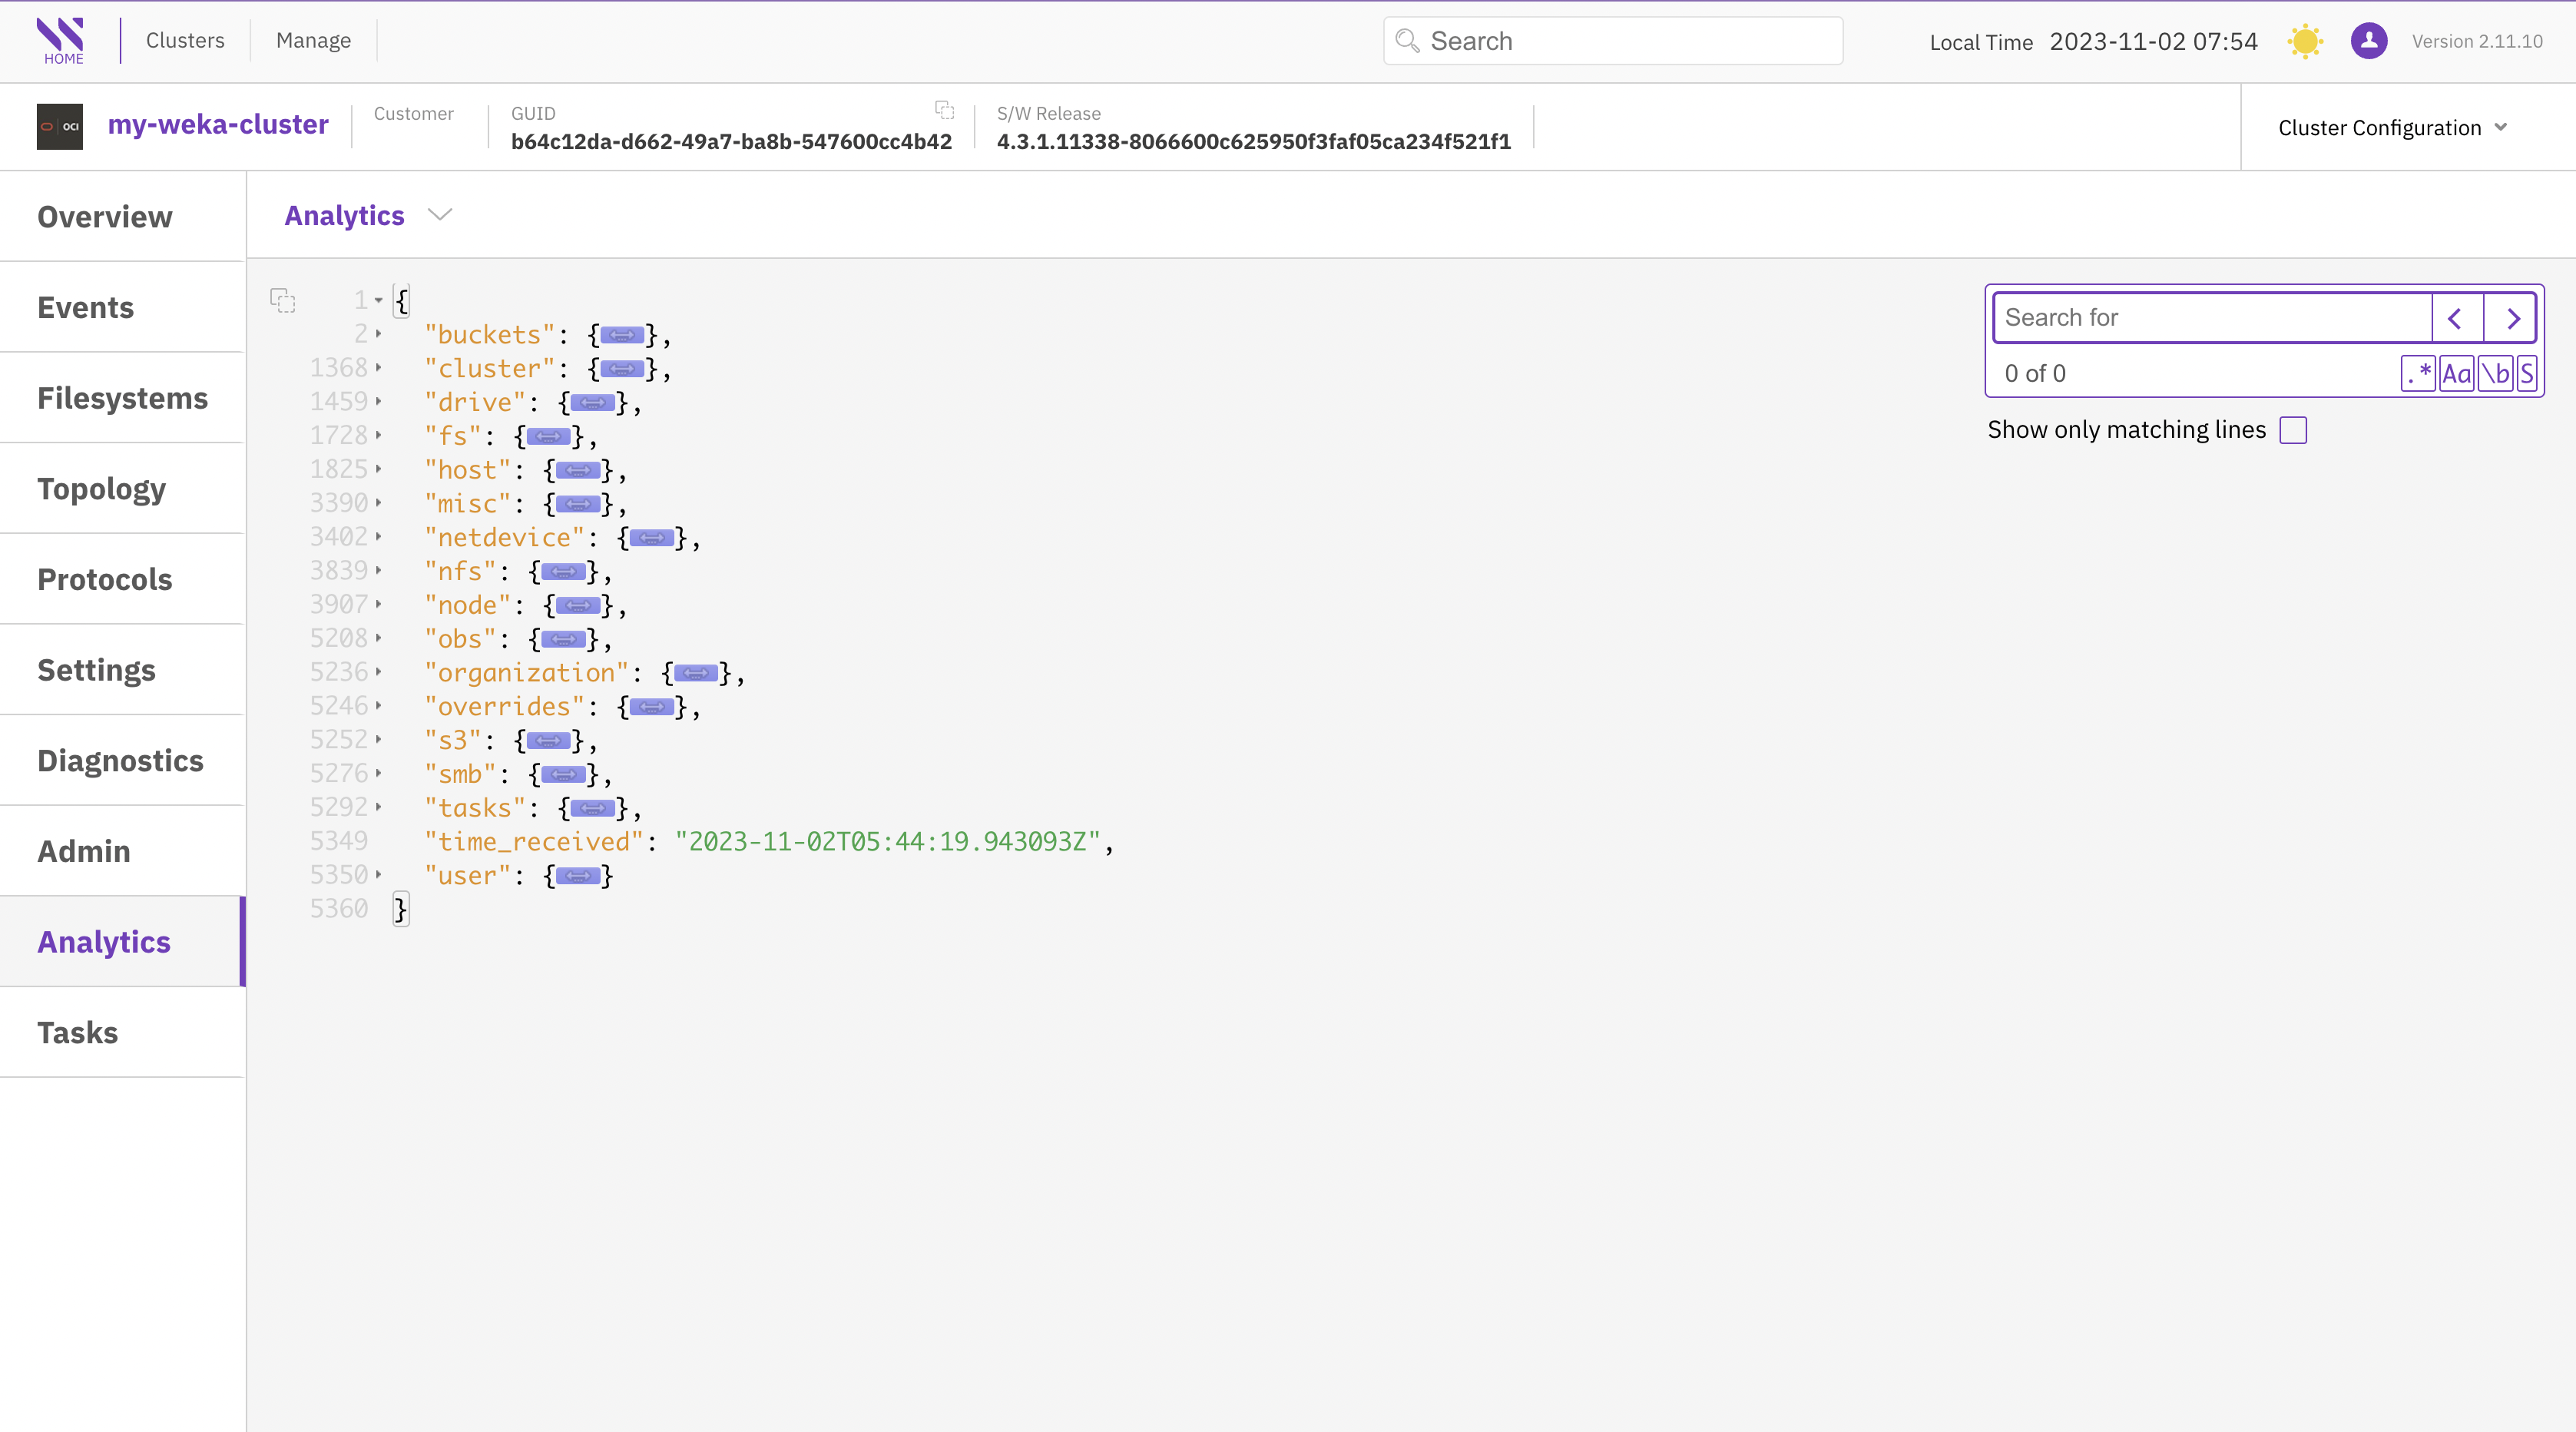 HOME
Clusters
Manage
Search
Local Time 2023-11-02 07:54
Version 2.11.10
OCI
my-weka-cluster
Customer
GUID
b64c12da-d662-49a7-ba8b-547600cc4b42
S/W Release
4.3.1.11338-8066600c625950f3faf05ca234f521f1
Cluster Configuration
Overview
Events
Filesystems
Topology
Protocols
Settings
Diagnostics
Admin
Analytics
Tasks
Analytics
1 {
2 "buckets": {},
1368 "cluster": {},
1459 "drive": {},
1728 "fs": {},
1825 "host": {},
3390 "misc": {},
3402 "netdevice": {},
3839 "nfs": {},
3907 "node": {},
5208 "obs": {},
5236 "organization": {},
5246 "overrides": {},
5252 "s3": {},
5276 "smb": {},
5292 "tasks": {},
5349 "time_received": "2023-11-02T05:44:19.943093Z",
5350 "user": {}
5360 }
Search for
0 of 0
.* Aa \b S
Show only matching lines